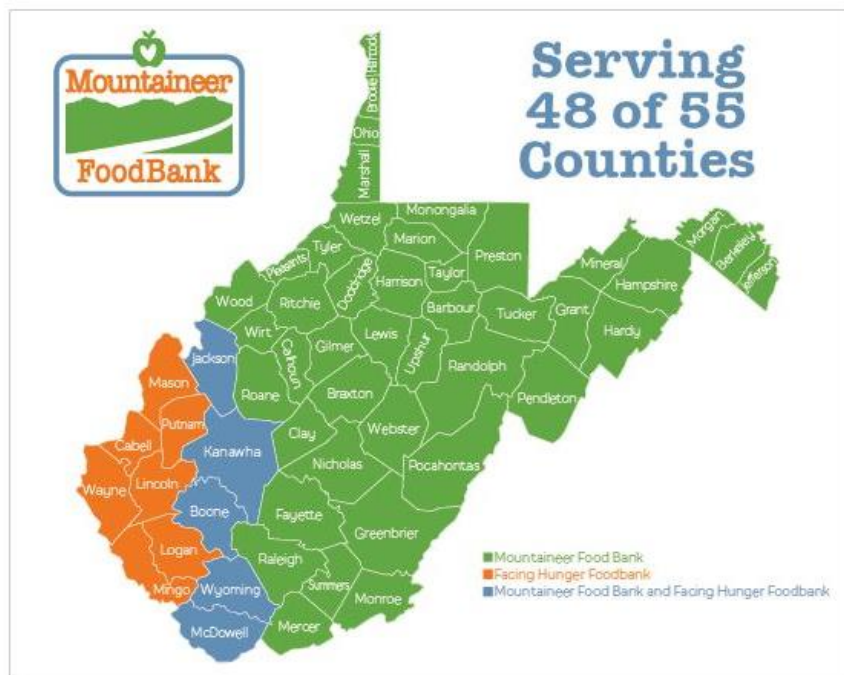 Mountaineer
FoodBank
Serving
48 of 55
Counties
Hancock
Brooke
Ohio
Marshall
Wetzel
Monongalia
Marion
Preston
Tyler
Pleasants
Doddridge
Harrison
Taylor
Morgan
Berkeley
Jefferson
Mineral
Hampshire
Wood
Ritchie
Barbour
Tucker
Grant
Hardy
Wirt
Calhoun
Gilmer
Lewis
Upshur
Randolph
Jackson
Roane
Braxton
Pendleton
Mason
Putnam
Clay
Webster
Cabell
Kanawha
Nicholas
Pocahontas
Wayne
Lincoln
Boone
Fayette
Greenbrier
Logan
Raleigh
Mingo
Wyoming
Summers
Monroe
McDowell
Mercer
Mountaineer Food Bank
Facing Hunger Foodbank
Mountaineer Food Bank and Facing Hunger Foodbank